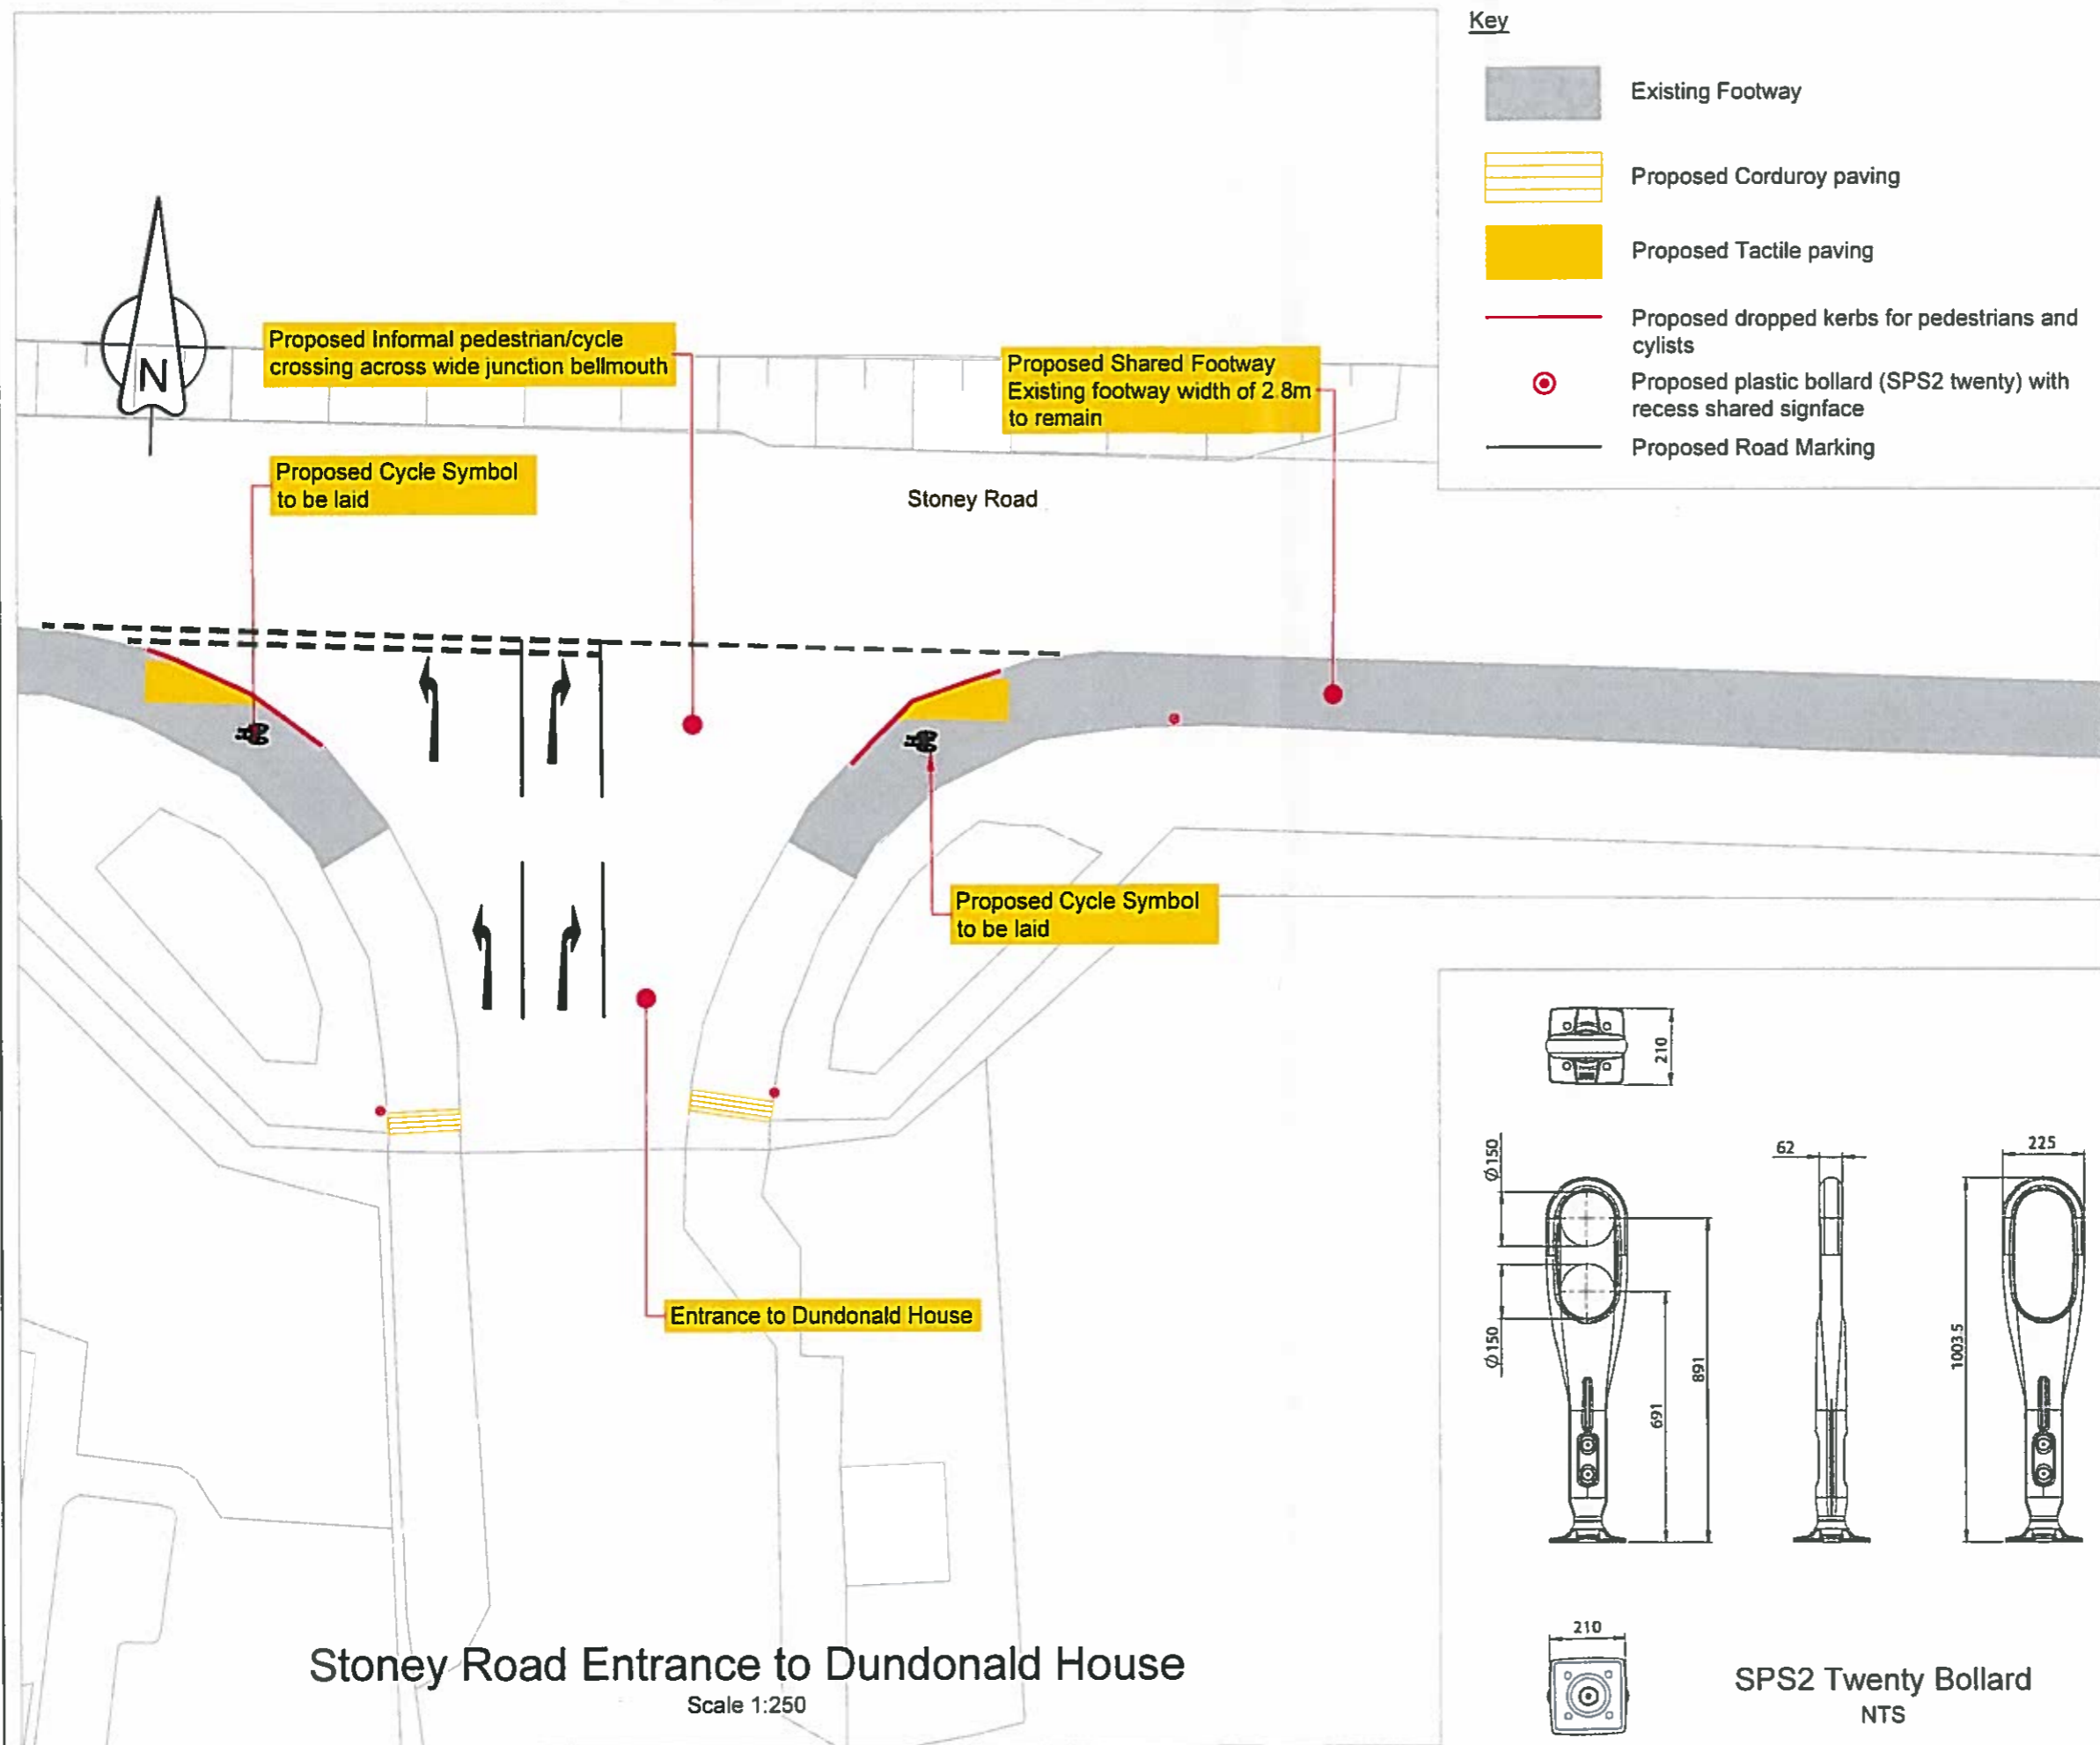 Key
Existing Footway
Proposed Corduroy paving
Proposed Tactile paving
Proposed dropped kerbs for pedestrians and
cylists
Proposed plastic bollard (SPS2 twenty) with
recess shared signface
Proposed Road Marking
N
Proposed Informal pedestrian/cycle
crossing across wide junction bellmouth
Proposed Shared Footway
Existing footway width of 2.8m
to remain
Proposed Cycle Symbol
to be laid
Stoney Road
Proposed Cycle Symbol
to be laid
Entrance to Dundonald House
Stoney Road Entrance to Dundonald House
Scale 1:250
210
Ø150
Ø150
691
891
62
225
1003.5
210
SPS2 Twenty Bollard
NTS